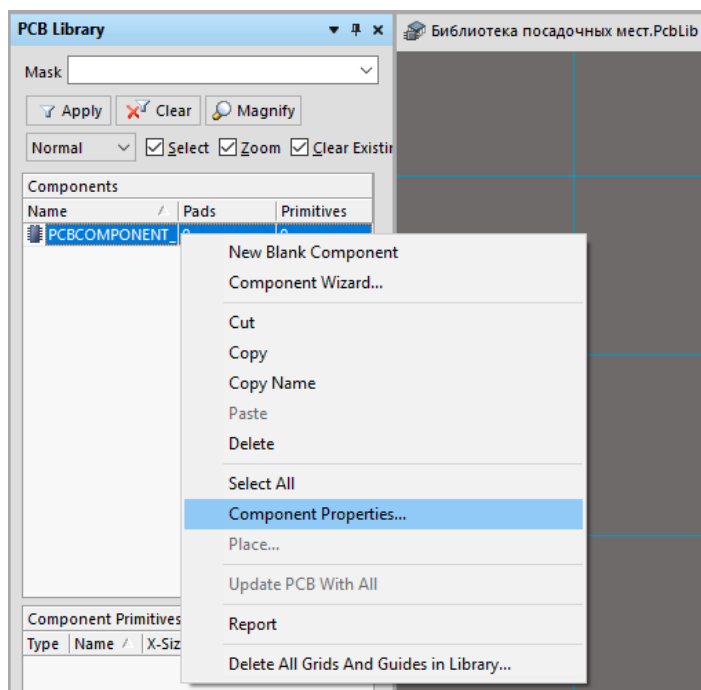 PCB Library
Библиотека посадочных мест.PcbLib
Mask
Apply Clear Magnify
Normal Select Zoom Clear Existin
Components
Name Pads Primitives
PCBCOMPONENT_ 0 0
New Blank Component
Component Wizard...
Cut
Copy
Copy Name
Paste
Delete
Select All
Component Properties...
Place...
Update PCB With All
Component Primitives
Report
Type Name X-Siz
Delete All Grids And Guides in Library...